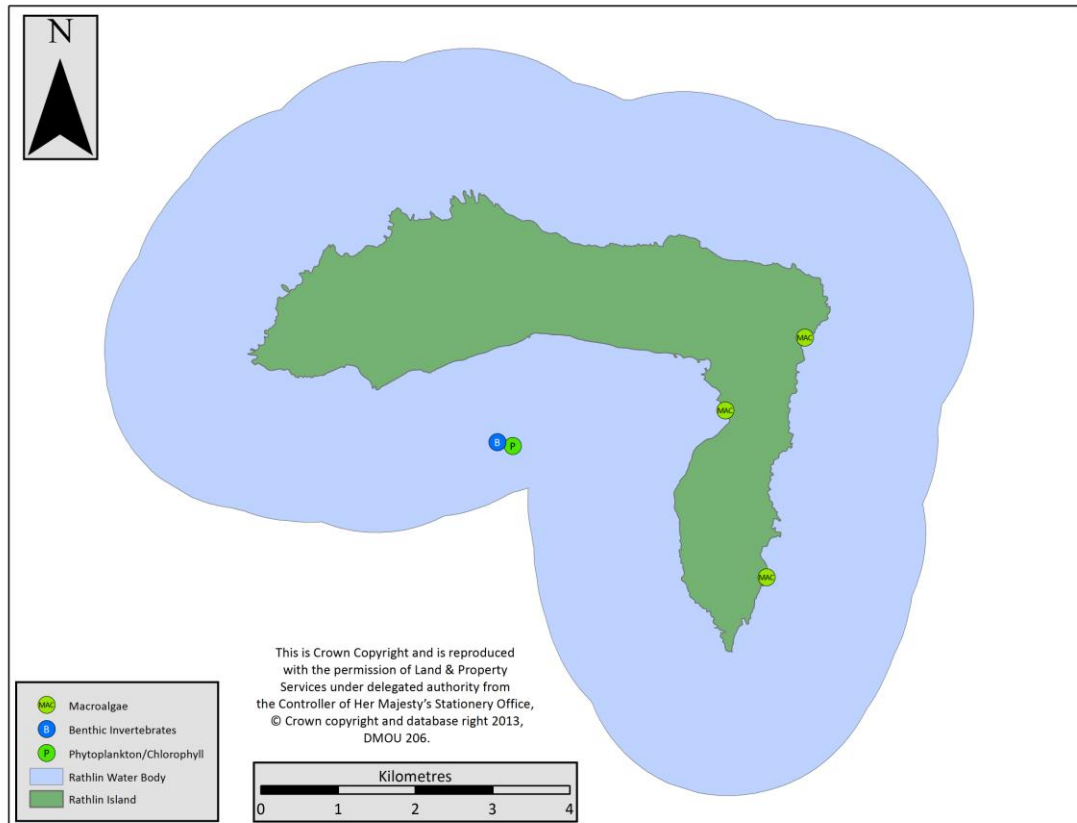 N
MAC
MAC
B
P
MAC
This is Crown Copyright and is reproduced
with the permission of Land & Property
Services under delegated authority from
the Controller of Her Majesty's Stationery Office,
© Crown copyright and database right 2013,
DMOU 206.
MAC Macroalgae
B Benthic Invertebrates
P Phytoplankton/Chlorophyll
Rathlin Water Body
Rathlin Island
Kilometres
0 1 2 3 4